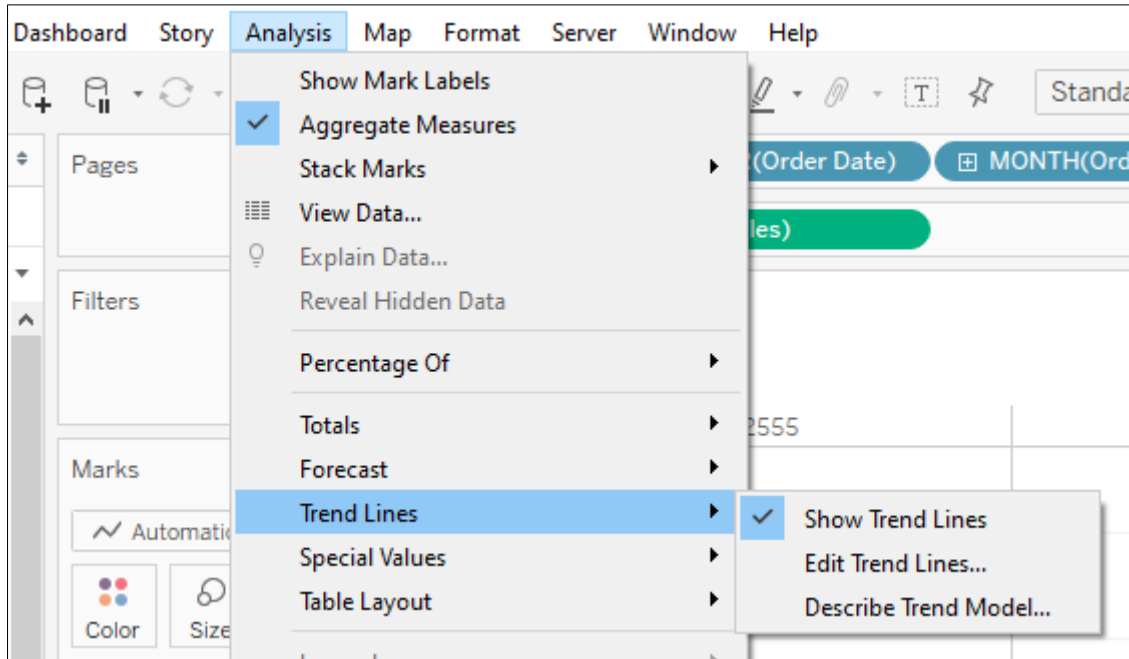 Dashboard Story Analysis Map Format Server Window Help
Show Mark Labels
T
Standa
Aggregate Measures
Pages
(Order Date)
MONTH(Ord
Stack Marks
View Data...
les)
Explain Data...
Filters
Reveal Hidden Data
Percentage Of
Totals
2555
Marks
Forecast
Trend Lines
Show Trend Lines
Automatic
Special Values
Edit Trend Lines...
Table Layout
Describe Trend Model...
Color
Size